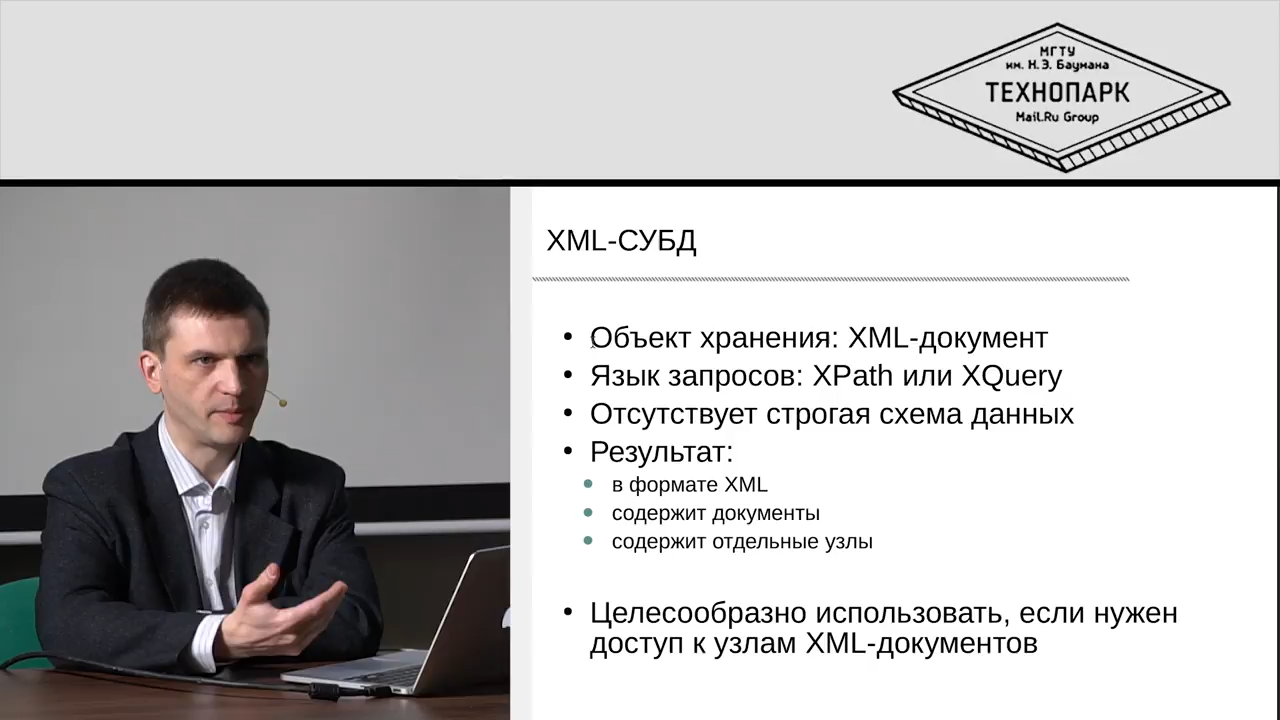 МГТУ
им. Н.Э. Баумана
ТЕХНОПАРК
Mail.Ru Group
XML-СУБД
• Объект хранения: XML-документ
• Язык запросов: XPath или XQuery
• Отсутствует строгая схема данных
• Результат:
• в формате XML
• содержит документы
• содержит отдельные узлы
• Целесообразно использовать, если нужен
доступ к узлам XML-документов